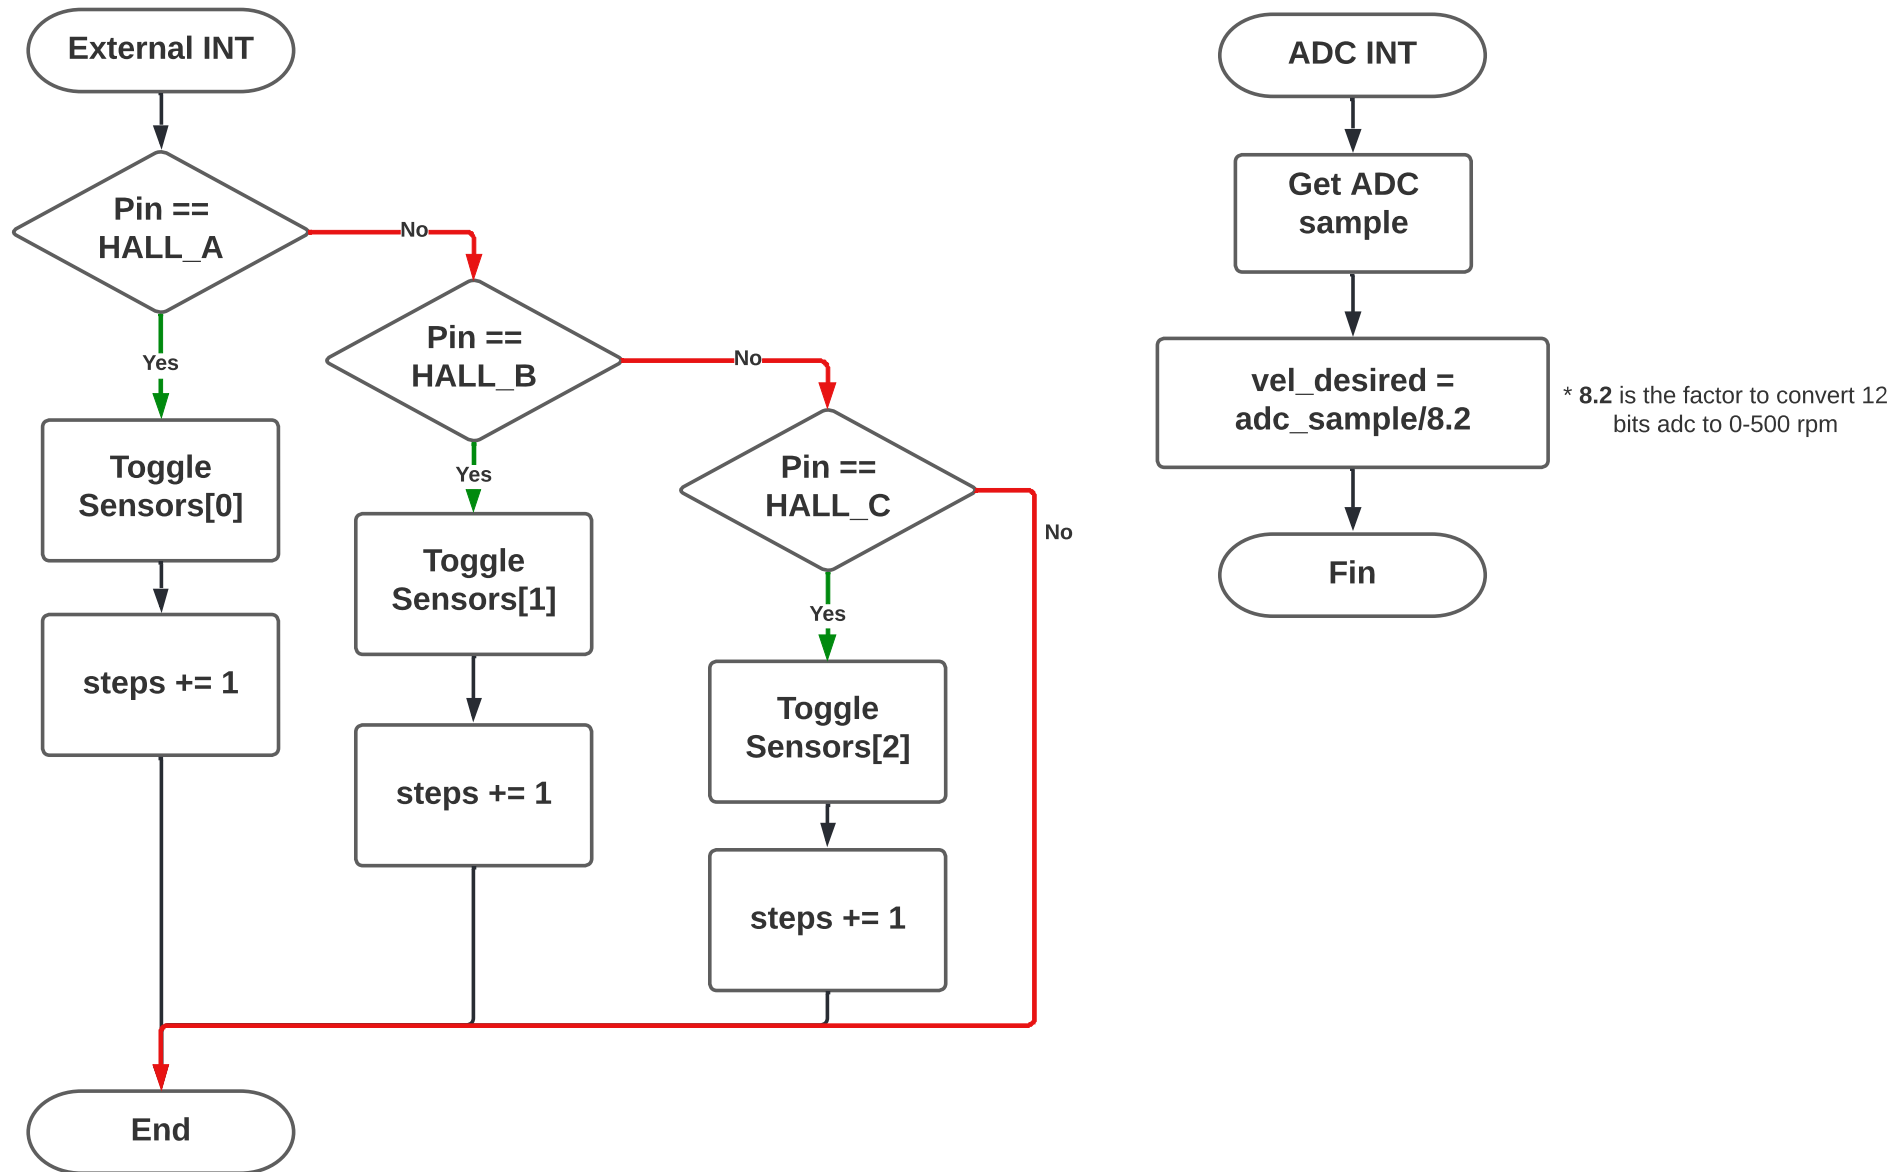 External INT
Pin ==
HALL_A
No
Yes
Toggle
Sensors[0]
steps += 1
Pin ==
HALL_B
No
Yes
Toggle
Sensors[1]
steps += 1
Pin ==
HALL_C
No
Yes
Toggle
Sensors[2]
steps += 1
End
ADC INT
Get ADC
sample
vel_desired =
adc_sample/8.2
* 8.2 is the factor to convert 12
bits adc to 0-500 rpm
Fin